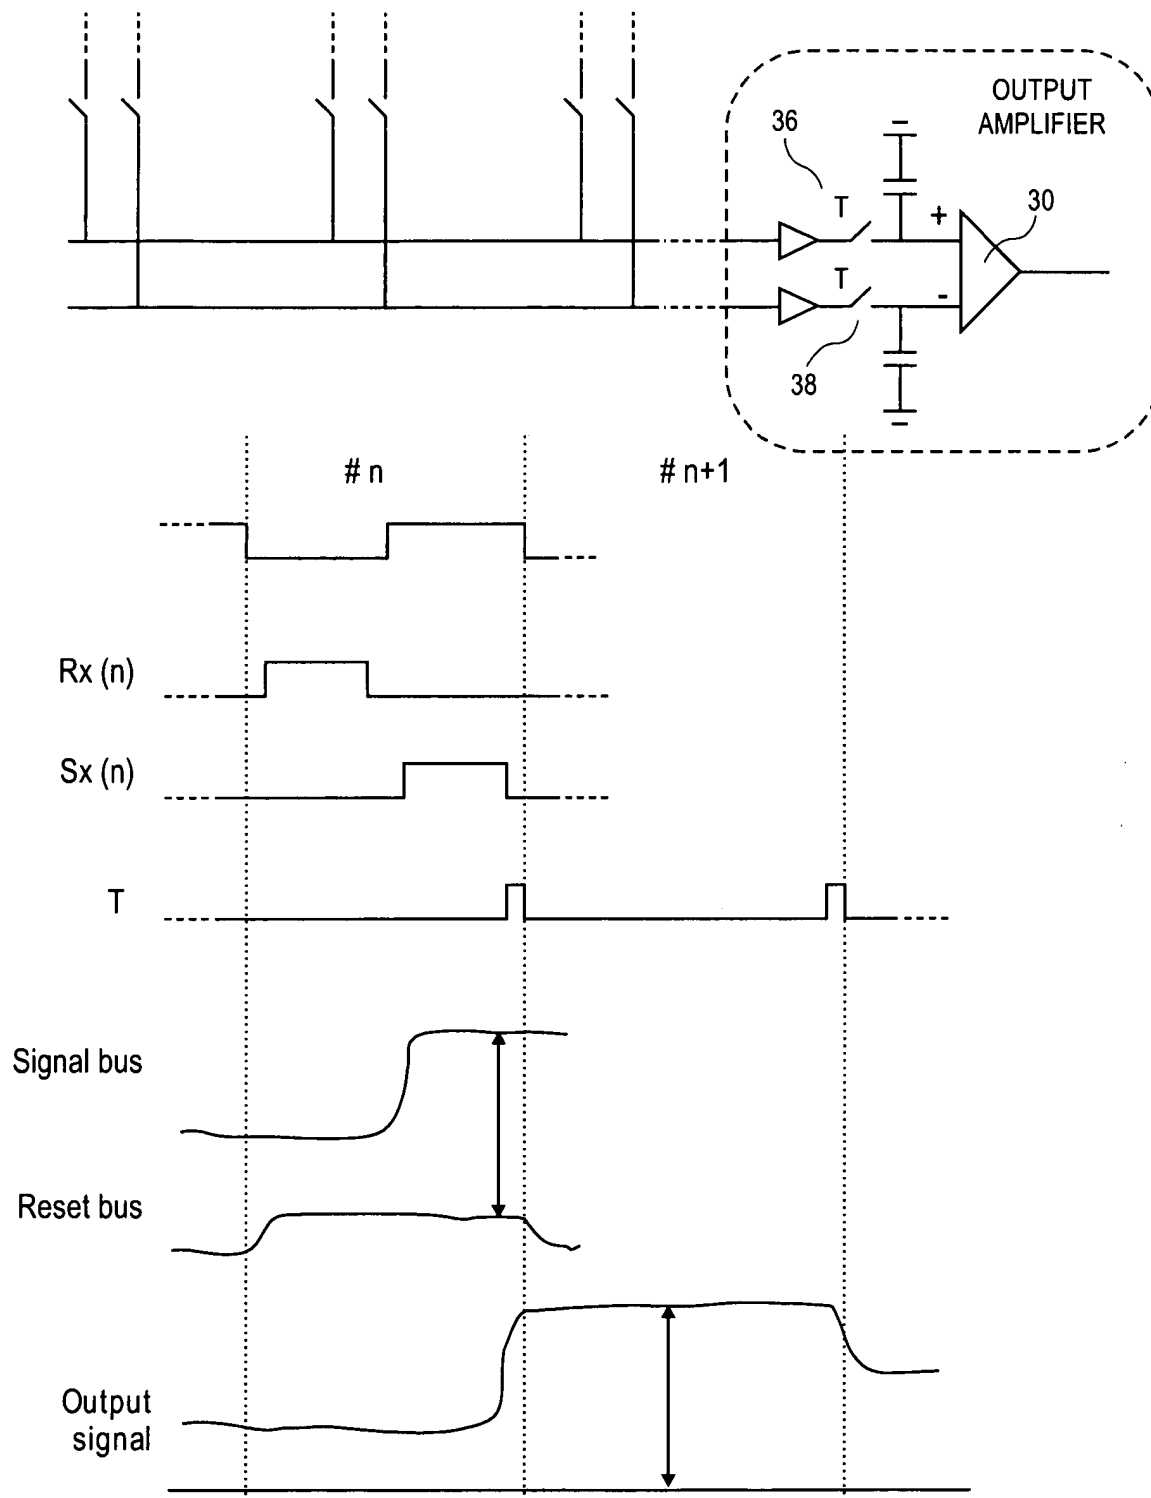 OUTPUT
AMPLIFIER
36
T
+
30
T
-
38
# n
# n+1
Rx (n)
Sx (n)
T
Signal bus
Reset bus
Output
signal